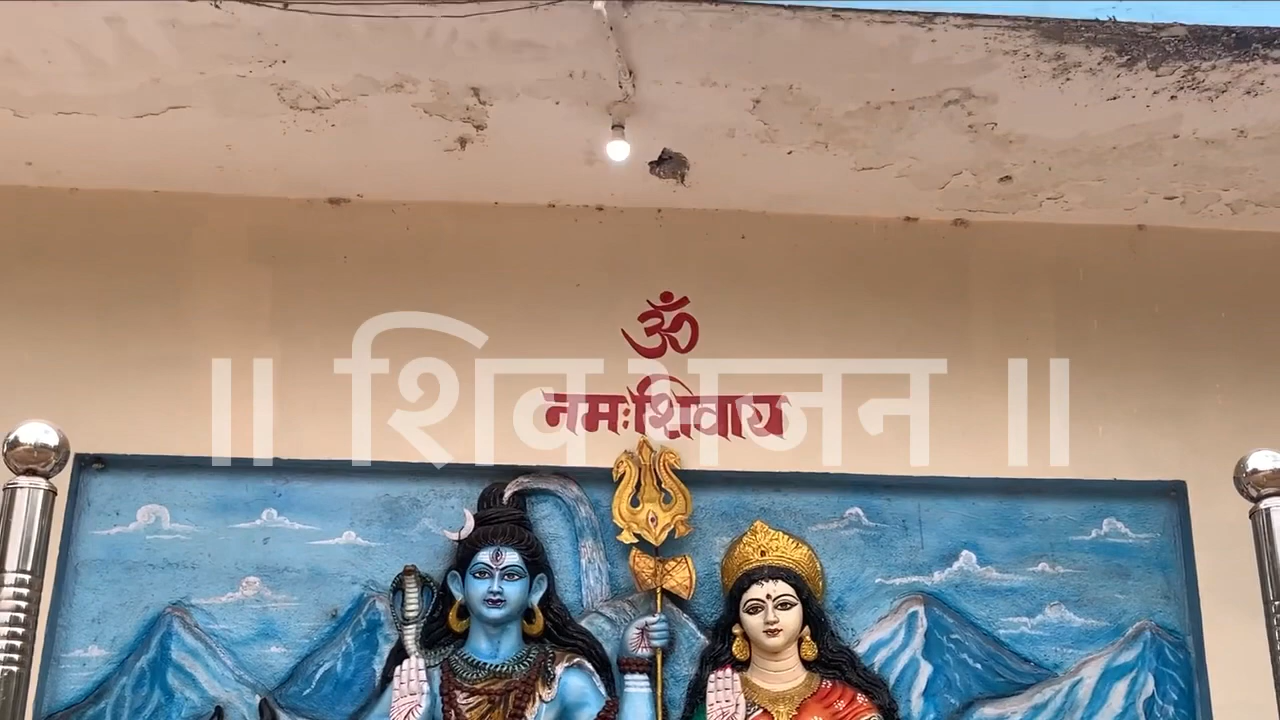 ॐ
॥ शिव भजन ॥
नमःशिवाय